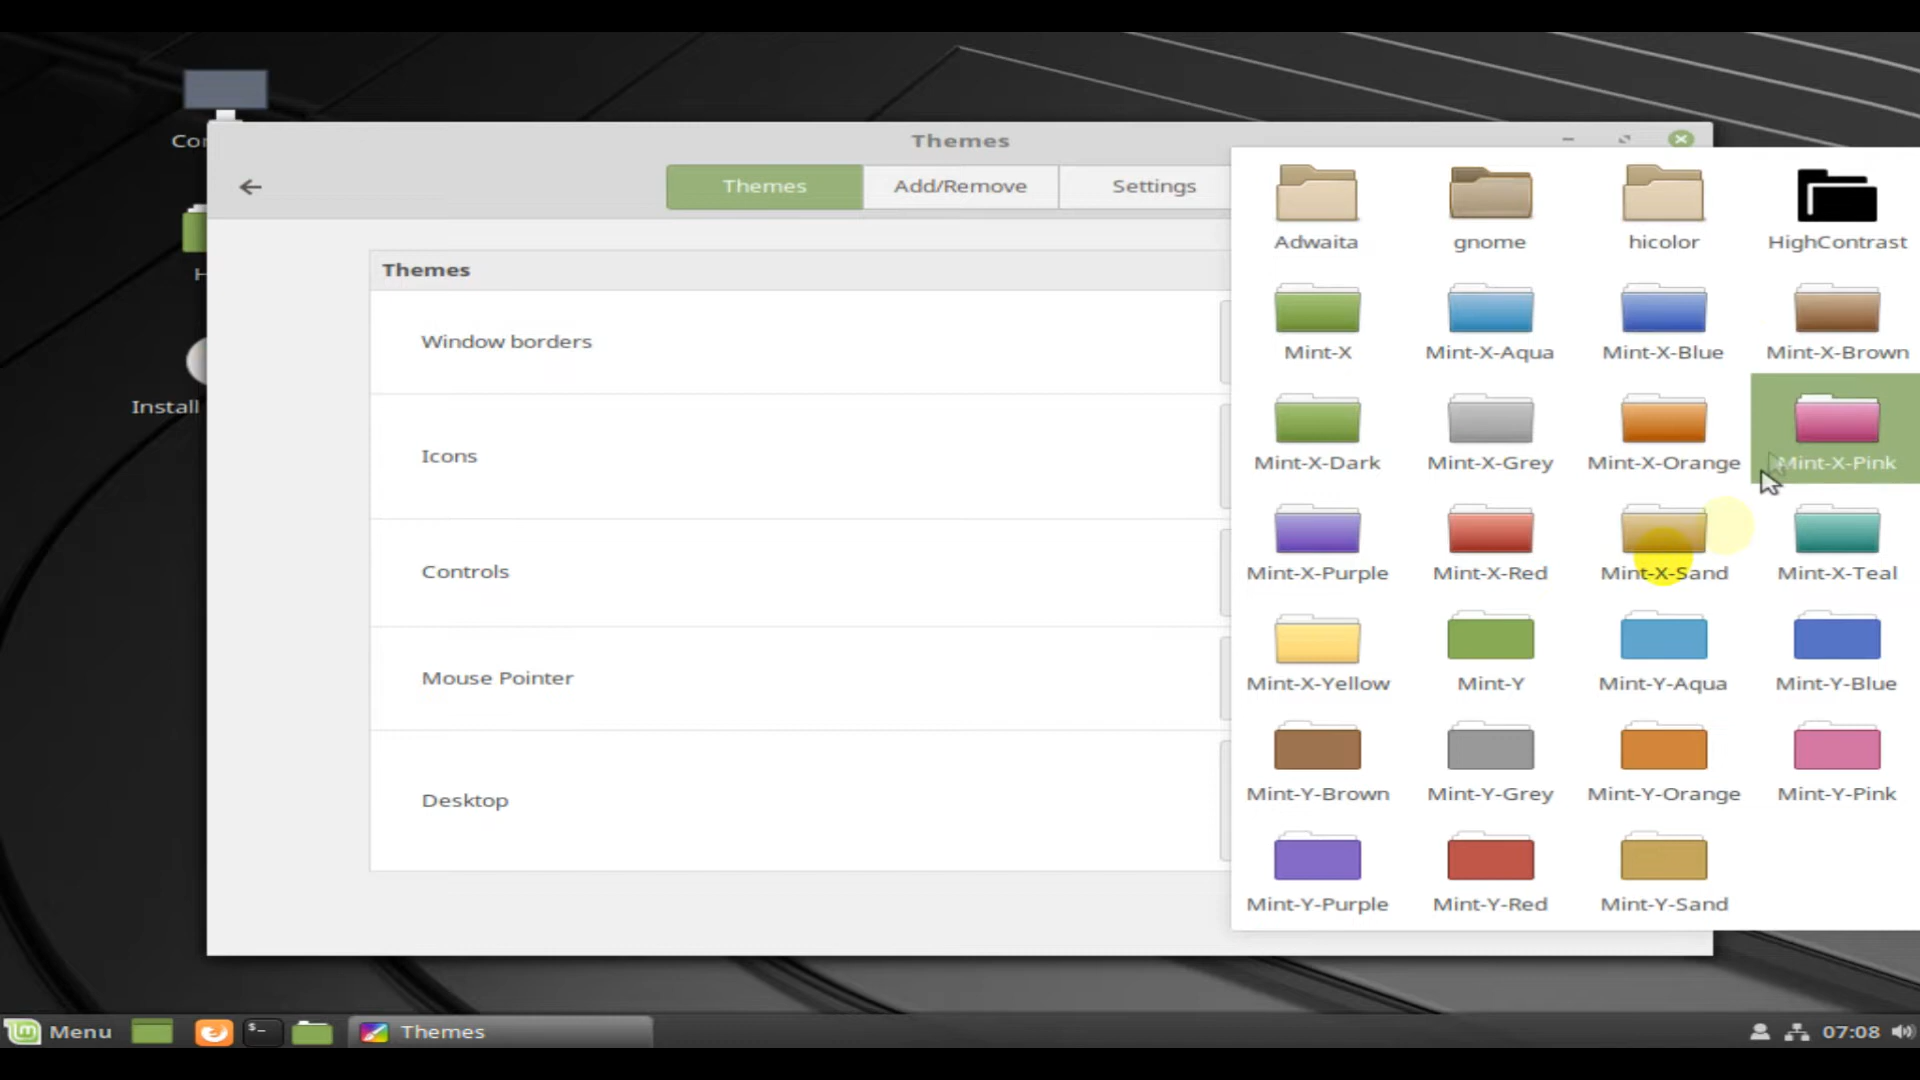 Themes
Themes
Add/Remove
Settings
Themes
Window borders
Icons
Controls
Mouse Pointer
Desktop
Adwaita
gnome
hicolor
HighContrast
Mint-X
Mint-X-Aqua
Mint-X-Blue
Mint-X-Brown
Mint-X-Dark
Mint-X-Grey
Mint-X-Orange
Mint-X-Pink
Mint-X-Purple
Mint-X-Red
Mint-X-Sand
Mint-X-Teal
Mint-X-Yellow
Mint-Y
Mint-Y-Aqua
Mint-Y-Blue
Mint-Y-Brown
Mint-Y-Grey
Mint-Y-Orange
Mint-Y-Pink
Mint-Y-Purple
Mint-Y-Red
Mint-Y-Sand
Install
Menu
$-
Themes
07:08